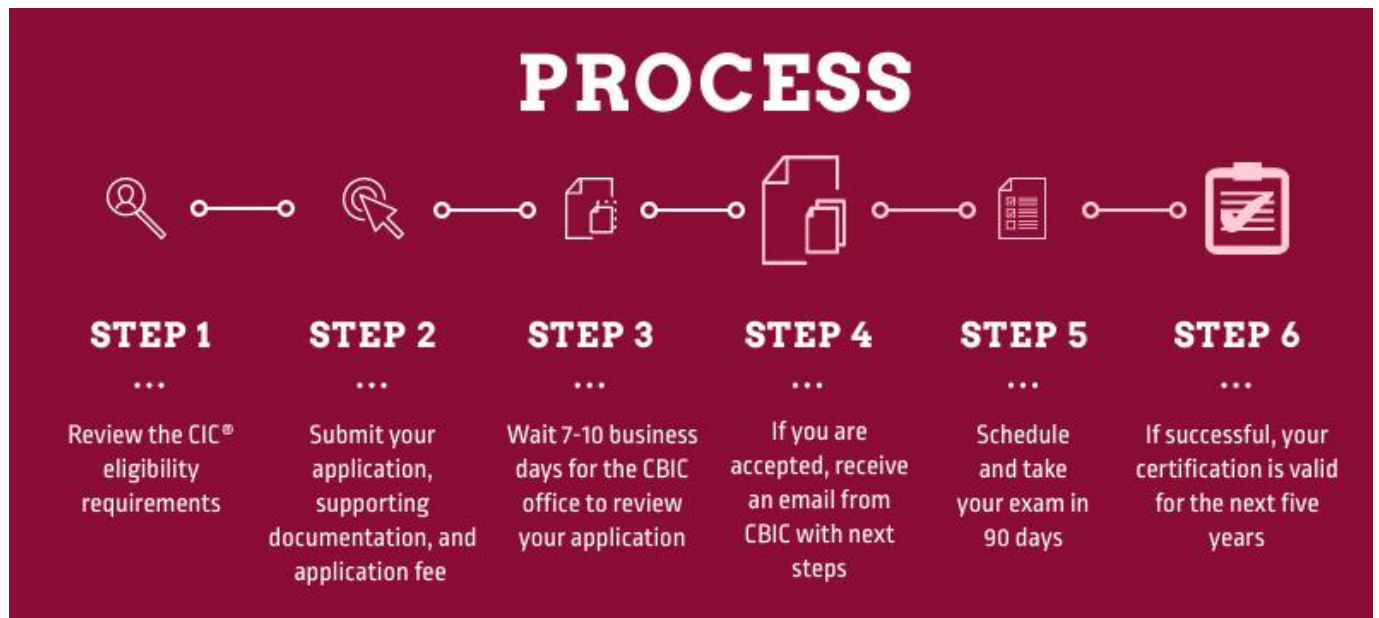 PROCESS
STEP 1
...
Review the CIC®
eligibility
requirements
STEP 2
...
Submit your
application,
supporting
documentation, and
application fee
STEP 3
...
Wait 7-10 business
days for the CBIC
office to review
your application
STEP 4
...
If you are
accepted, receive
an email from
CBIC with next
steps
STEP 5
...
Schedule
and take
your exam in
90 days
STEP 6
...
If successful, your
certification is valid
for the next five
years